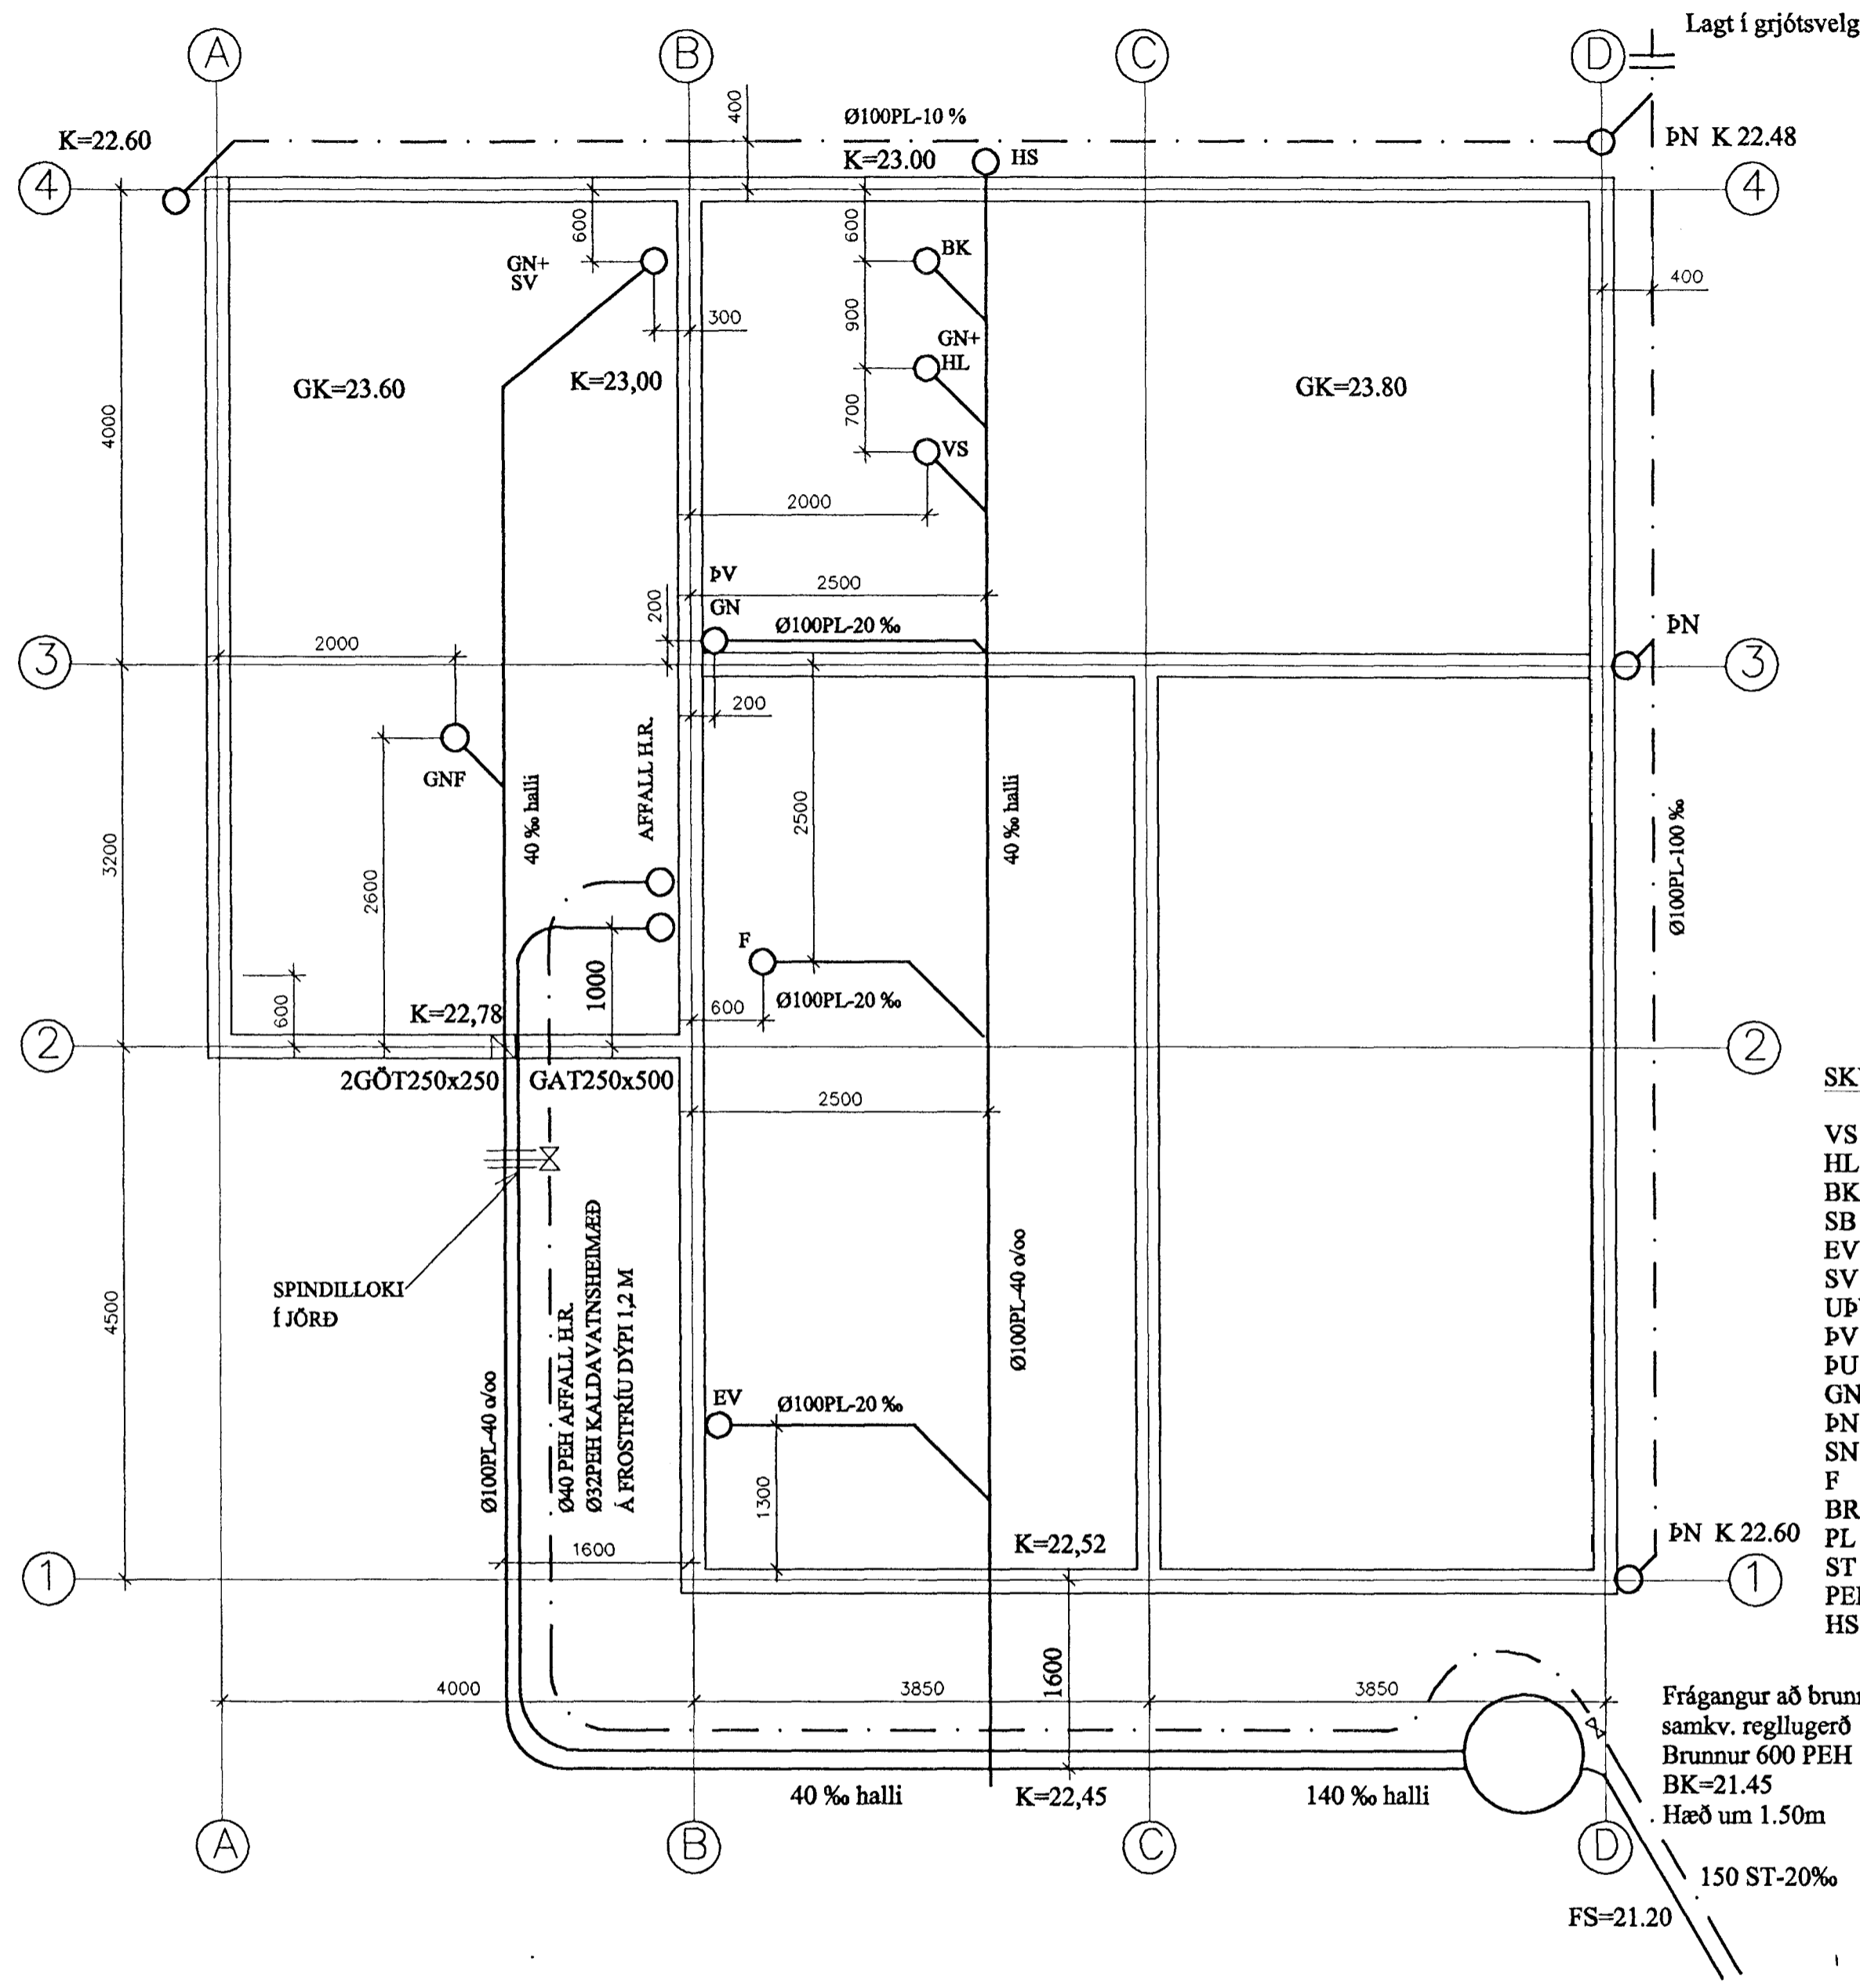 Lagt í grjótsvelg
A
B
C
D
K=22.60
400
Ø100PL-10 %
K=23.00
HS
ÞN K 22.48
4
4
600
600
BK
GN+
SV
400
300
900
GN+
HL
GK=23.60
K=23,00
GK=23.80
4000
700
VS
2000
ÞV
2500
GN
200
Ø100PL-20 ‰
ÞN
2000
3
3
200
GNF
AFFALL H.R.
40 ‰ halli
2500
40 ‰ halli
Ø100PL-100 ‰
3200
2600
F
1000
600
Ø100PL-20 ‰
600
K=22,78
2
2
2GÖT250x250
GAT250x500
2500
VS
HL
BK
SB
EV
SV
ÞV
ÞU
GN
ÞN
SN
F
BR
PL
ST
HS
SPINDILLOKI
Í JÖRÐ
4500
Ø100PL-40 o/oo
Ø40 PEH AFFALL H.R.
Ø32PEH KALDAVATNSHEIMÆÐ
Á FROSTFRÍU DÝPI 1,2 M
Ø100PL-40 o/oo
EV
Ø100PL-20 ‰
1300
K=22,52
ÞN K 22.60
1600
1
1
1600
4000
3850
3850
Frágangur að
samkv. regllugerð
Brunnur 600 PEH
BK=21.45
Hæð um 1.50m
40 ‰ halli
K=22,45
140 ‰ halli
A
B
C
D
150 ST-20‰
FS=21.20